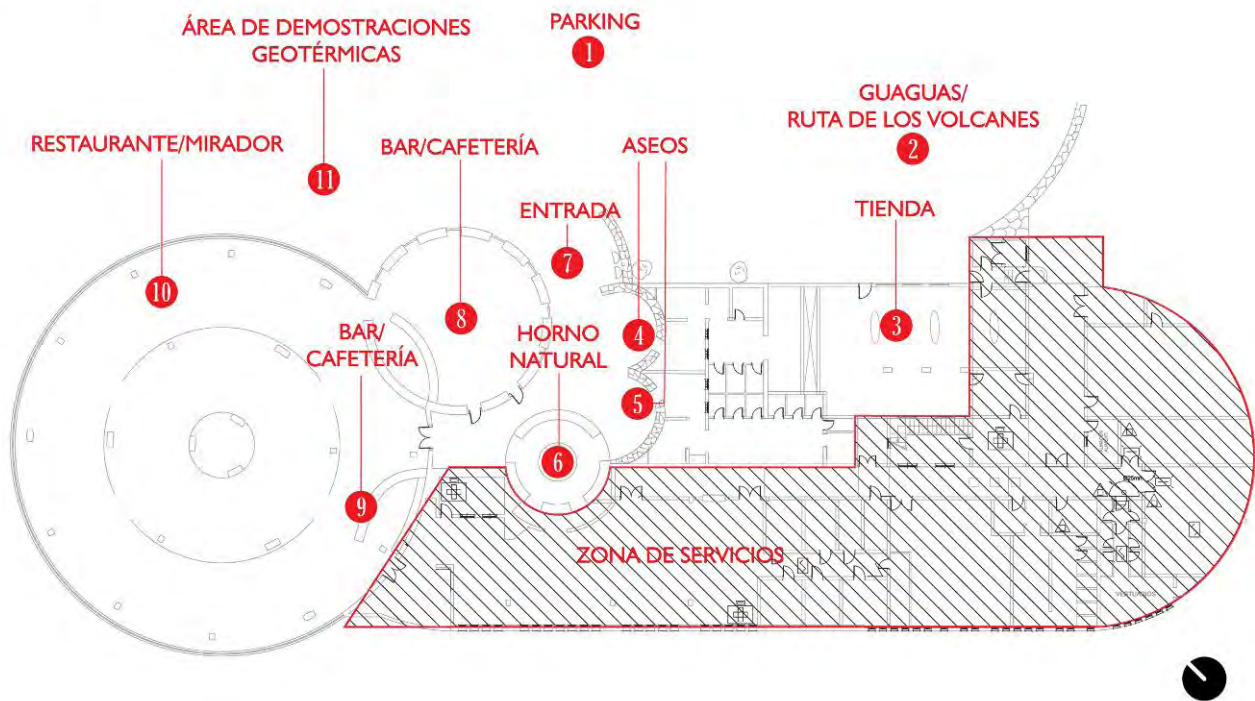 ÁREA DE DEMOSTRACIONES
GEOTÉRMICAS
PARKING
1
GUAGUAS/
RUTA DE LOS VOLCANES
2
RESTAURANTE/MIRADOR
11
BAR/CAFETERÍA
ASEOS
ENTRADA
TIENDA
7
10
8
3
4
BAR/
CAFETERÍA
HORNO
NATURAL
5
6
9
ZONA DE SERVICIOS
VESTUARIOS